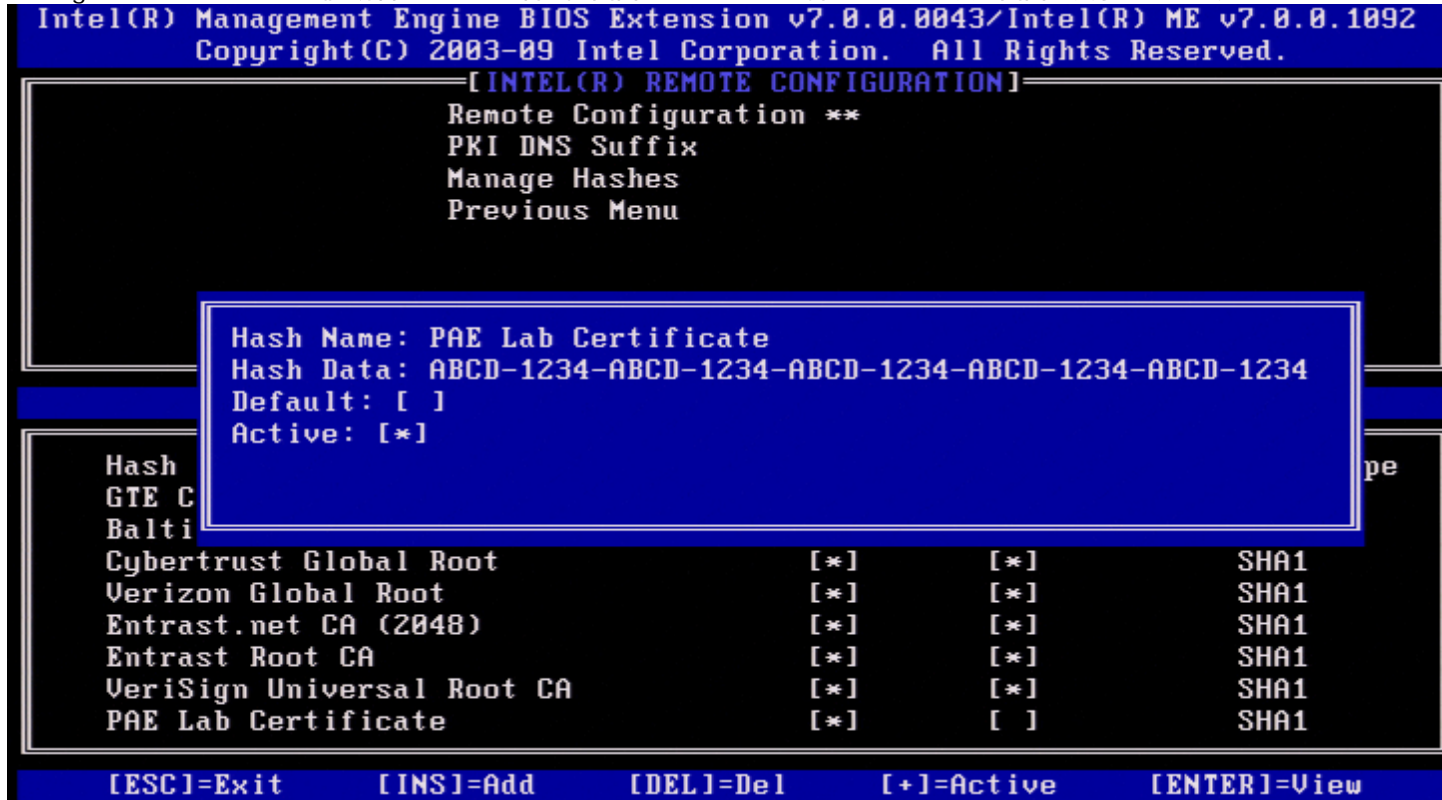 Intel(R) Management Engine BIOS Extension v7.0.0.0043/Intel(R) ME v7.0.0.1092
Copyright(C) 2003-09 Intel Corporation. All Rights Reserved.
[INTEL(R) REMOTE CONFIGURATION]
Remote Configuration **
PKI DNS Suffix
Manage Hashes
Previous Menu
Hash Name: PAE Lab Certificate
Hash Data: ABCD-1234-ABCD-1234-ABCD-1234-ABCD-1234-ABCD-1234
Default: [ ]
Active: [*]
Hash pe
GTE C
Balti
Cybertrust Global Root [*] [*] SHA1
Verizon Global Root [*] [*] SHA1
Entrast.net CA (2048) [*] [*] SHA1
Entrast Root CA [*] [*] SHA1
VeriSign Universal Root CA [*] [*] SHA1
PAE Lab Certificate [*] [ ] SHA1
[ESC]=Exit [INS]=Add [DEL]=Del [+]=Active [ENTER]=View